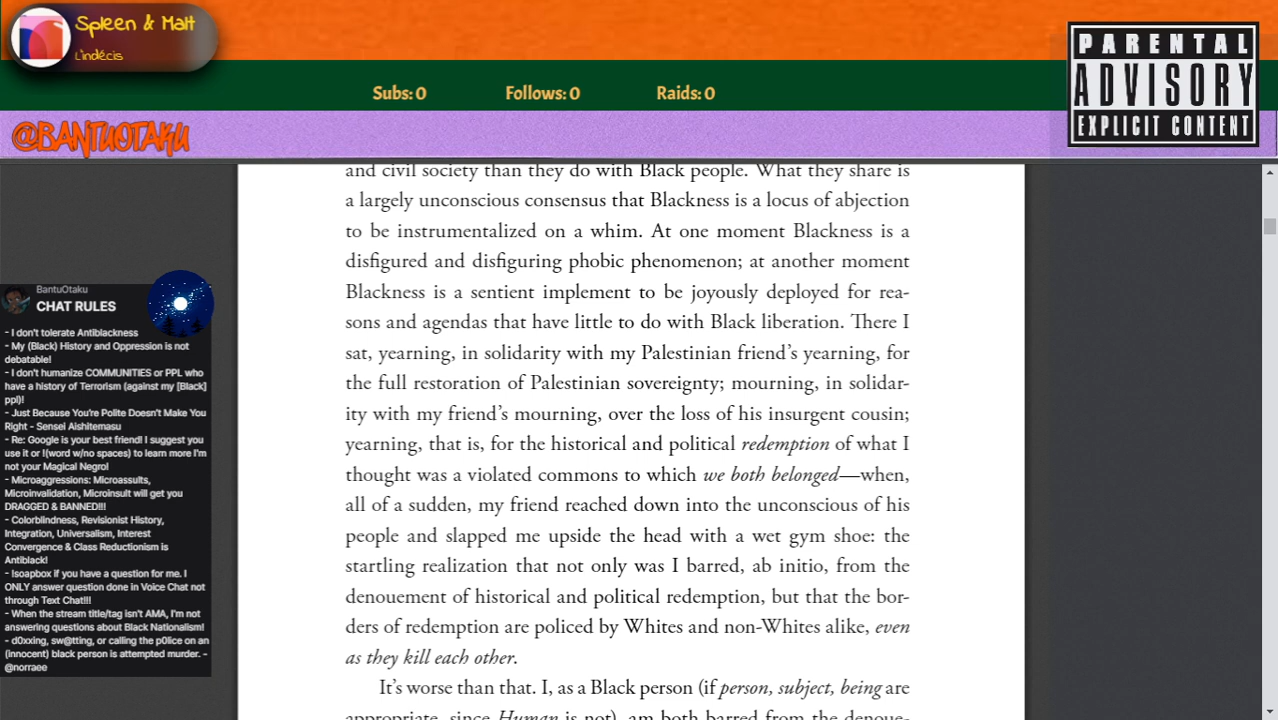 Spleen & Malt
L'indécis
PARENTAL
ADVISORY
EXPLICIT CONTENT
Subs: 0 Follows: 0 Raids: 0
@BANTUOTAKU
BantuOtaku
CHAT RULES
- I don't tolerate Antiblackness
- My (Black) History and Oppression is not
debatable!
- I don't humanize COMMUNITIES or PPL who
have a history of Terrorism (against my [Black]
ppl)!
- Just Because You're Polite Doesn't Make You
Right - Sensei Aishitemasu
- Re: Google is your best friend! I suggest you
use it or !(word w/no spaces) to learn more I'm
not your Magical Negro!
- Microaggressions: Microassults,
Microinvalidation, Microinsult will get you
DRAGGED & BANNED!!!
- Colorblindness, Revisionist History,
Integration, Universalism, Interest
Convergence & Class Reductionism is
Antiblack!
- !soapbox if you have a question for me. I
ONLY answer question done in Voice Chat not
through Text Chat!!!
- When the stream title/tag isn't AMA, I'm not
answering questions about Black Nationalism!
- d0xxing, sw@tting, or calling the p0lice on an
(innocent) black person is attempted murder. -
@norraee
and civil society than they do with Black people. What they share is
a largely unconscious consensus that Blackness is a locus of abjection
to be instrumentalized on a whim. At one moment Blackness is a
disfigured and disfiguring phobic phenomenon; at another moment
Blackness is a sentient implement to be joyously deployed for rea-
sons and agendas that have little to do with Black liberation. There I
sat, yearning, in solidarity with my Palestinian friend's yearning, for
the full restoration of Palestinian sovereignty; mourning, in solidar-
ity with my friend's mourning, over the loss of his insurgent cousin;
yearning, that is, for the historical and political redemption of what I
thought was a violated commons to which we both belonged—when,
all of a sudden, my friend reached down into the unconscious of his
people and slapped me upside the head with a wet gym shoe: the
startling realization that not only was I barred, ab initio, from the
denouement of historical and political redemption, but that the bor-
ders of redemption are policed by Whites and non-Whites alike, even
as they kill each other.
It's worse than that. I, as a Black person (if person, subject, being are
appropriate, since Human is not), am both barred from the denoue-